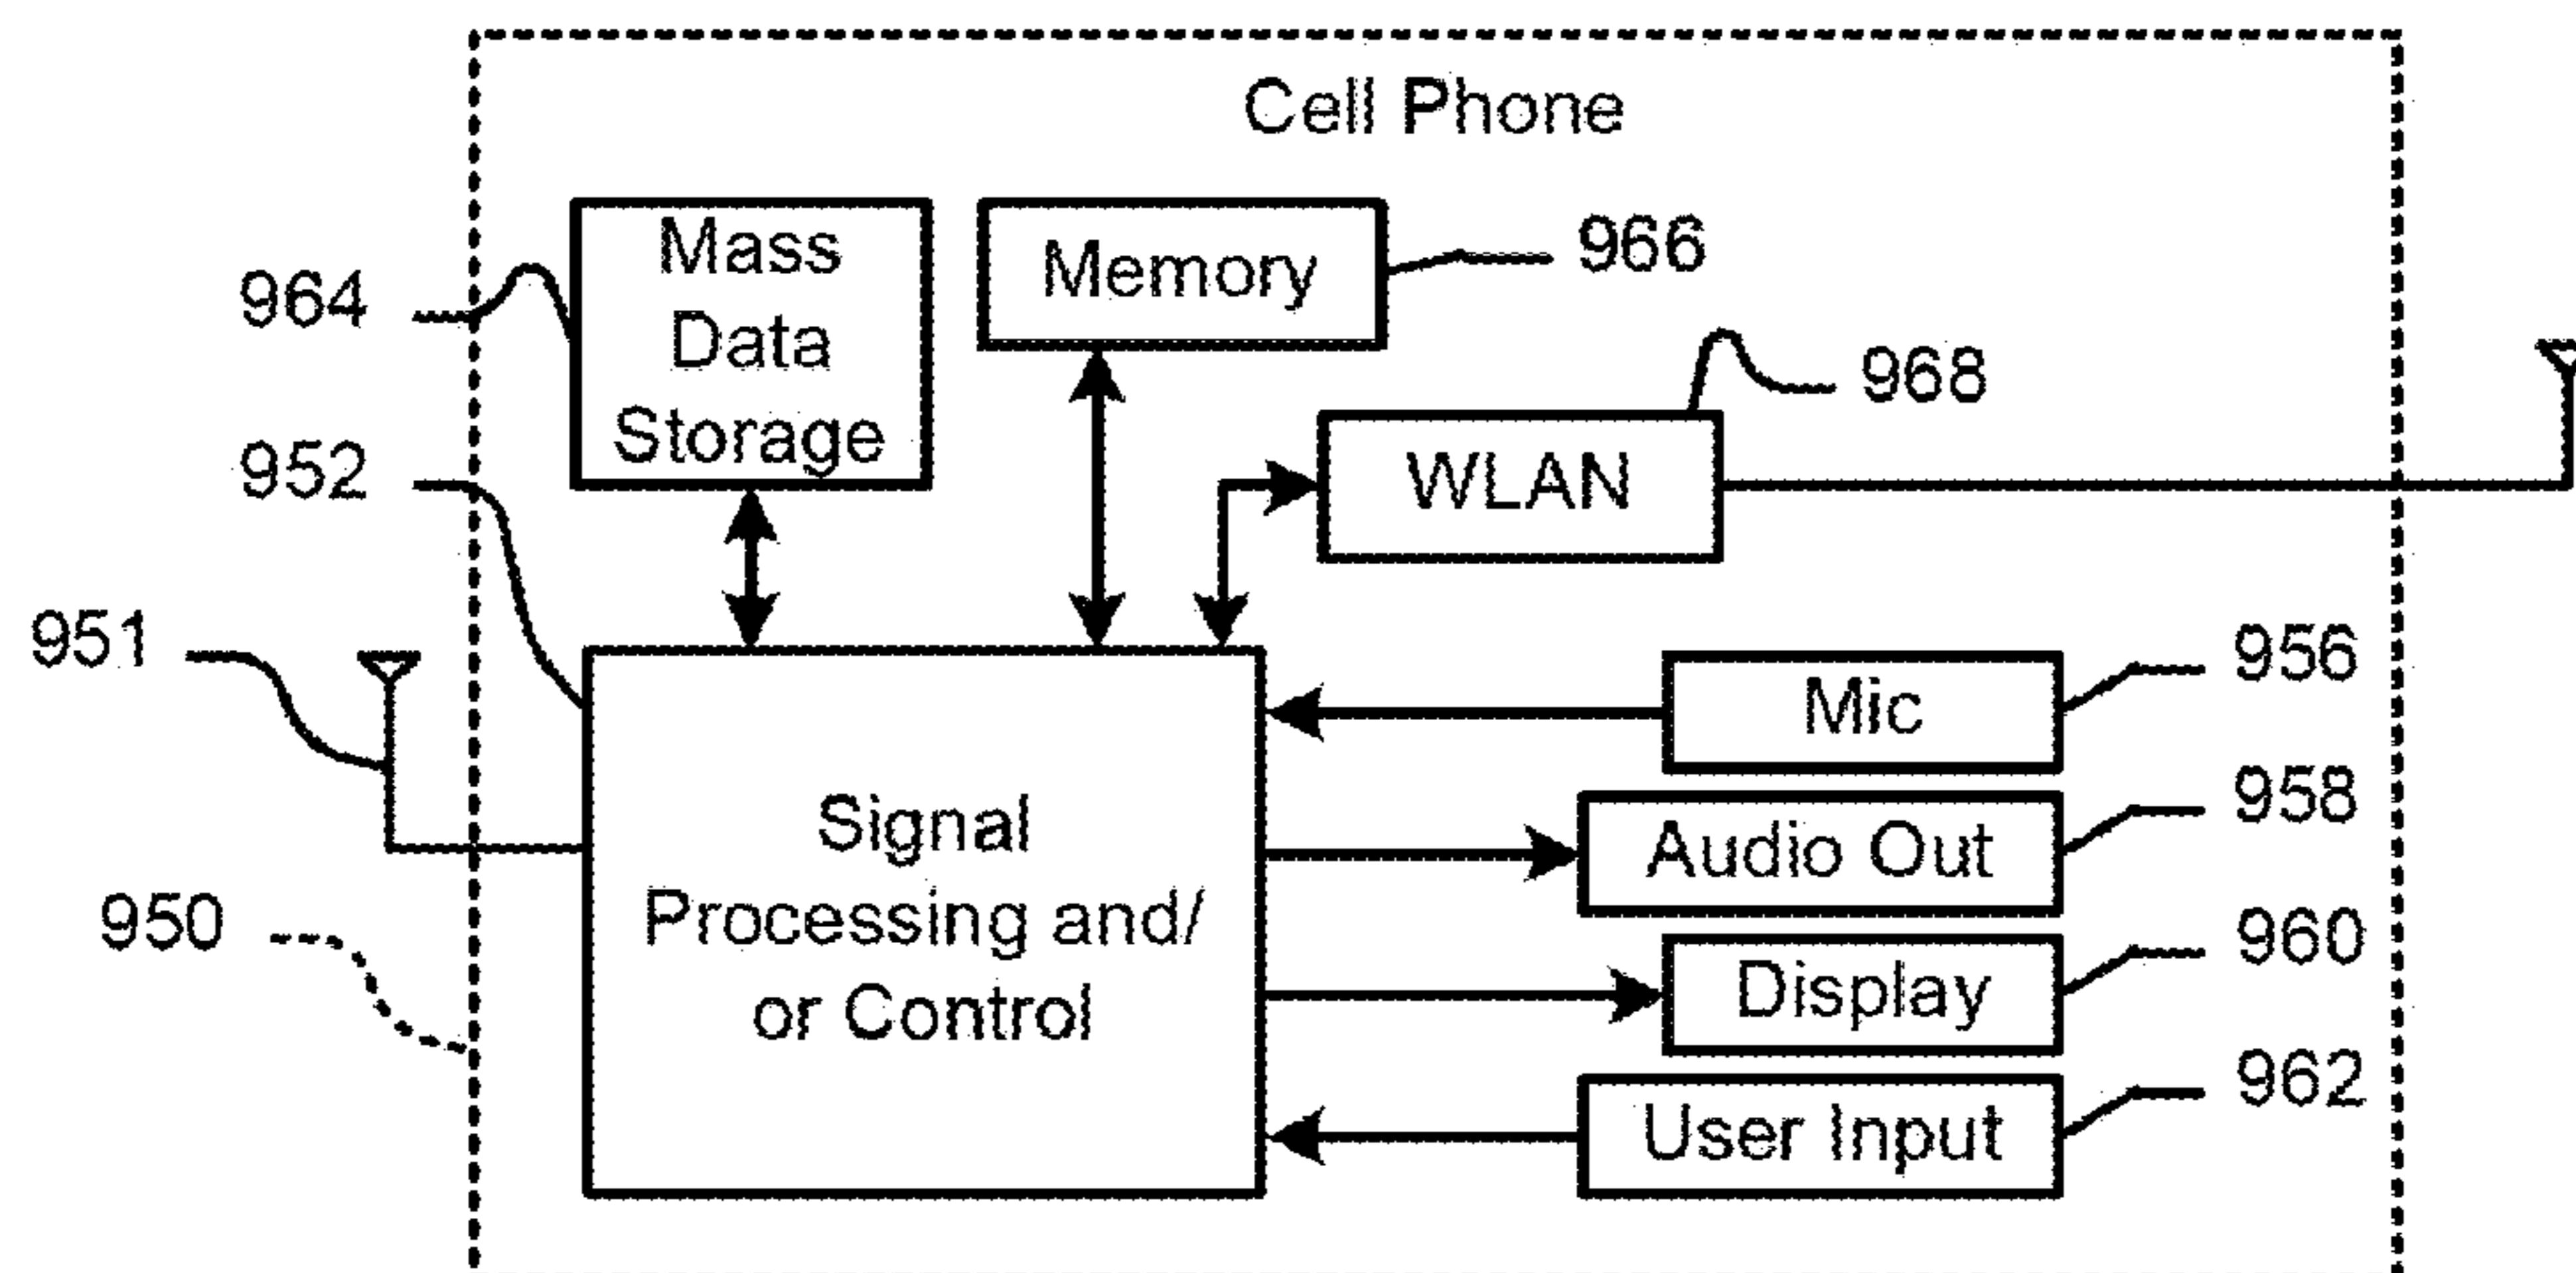 Cell Phone
Mass
Data
Storage
Memory
966
964
968
WLAN
952
951
Mic
956
Signal
Processing and/
or Control
Audio Out
958
950
Display
960
User Input
962